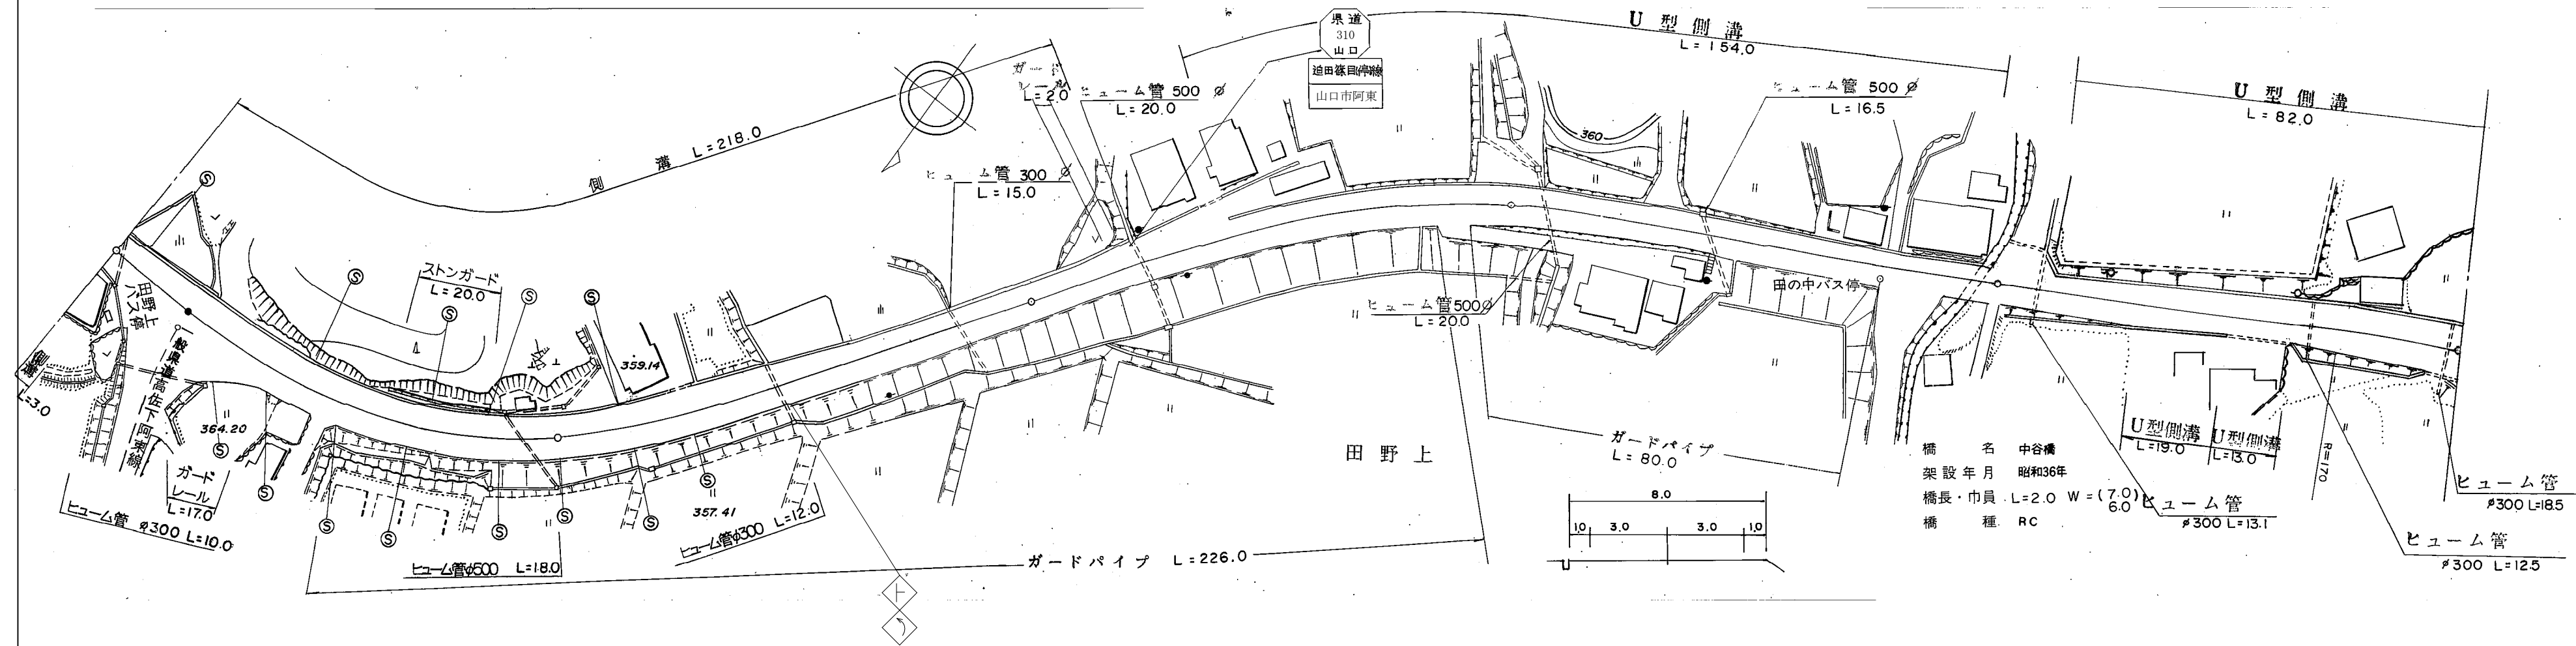 県道
310
山口
迫田篠目停線
山口市阿東
U型側溝
L=154.0
U型側溝
L=82.0
側溝 L=218.0
L=2.0
ヒューム管 500 ø
L=20.0
ヒューム管 500 ø
L=16.5
ヒューム管 300 ø
L=15.0
360
ストンガード
L=20.0
田野上
バス停
一般県道高佐下阿東線
側溝
L=3.0
364.20
359.14
357.41
ガード
レール
L=17.0
ヒューム管 ø300 L=10.0
ヒューム管ø500 L=18.0
ヒューム管ø300 L=12.0
ガードパイプ L=226.0
ヒューム管500ø
L=20.0
田の中バス停
田野上
ガードパイプ
L=80.0
8.0
1.0 3.0 3.0 1.0
橋名 中谷橋
架設年月 昭和36年
橋長・巾員 L=2.0 W=(7.0)
6.0
橋種 RC
U型側溝
L=19.0
U型側溝
L=13.0
R=170
ヒューム管
ø300 L=13.1
ヒューム管
ø300 L=18.5
ヒューム管
ø300 L=12.5